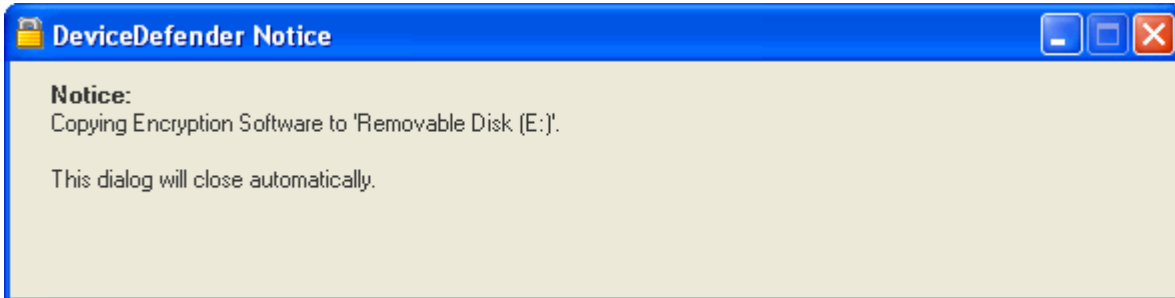 DeviceDefender Notice
Notice:
Copying Encryption Software to 'Removable Disk (E:)'.
This dialog will close automatically.